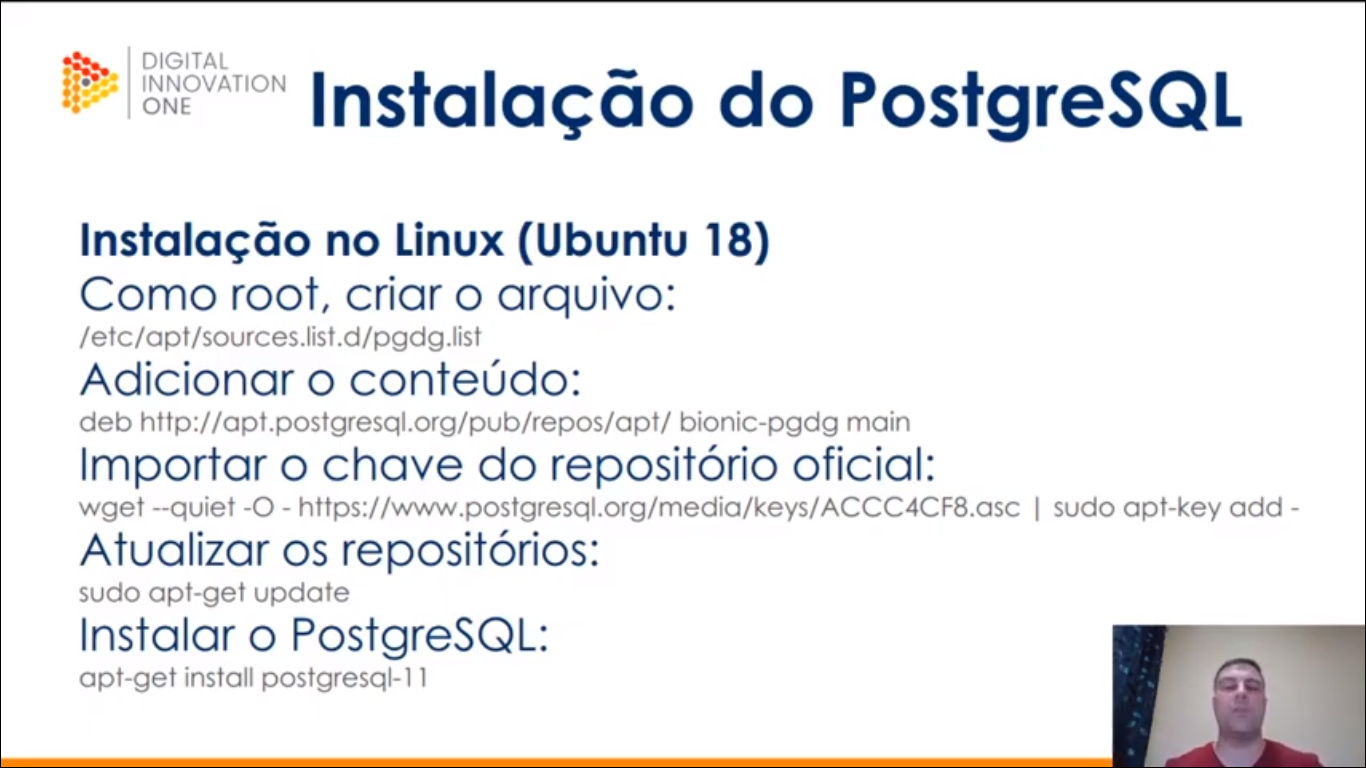 DIGITAL
INNOVATION
ONE
Instalação do PostgreSQL
Instalação no Linux (Ubuntu 18)
Como root, criar o arquivo:
/etc/apt/sources.list.d/pgdg.list
Adicionar o conteúdo:
deb http://apt.postgresql.org/pub/repos/apt/ bionic-pgdg main
Importar o chave do repositório oficial:
wget --quiet -O - https://www.postgresql.org/media/keys/ACCC4CF8.asc | sudo apt-key add -
Atualizar os repositórios:
sudo apt-get update
Instalar o PostgreSQL:
apt-get install postgresql-11